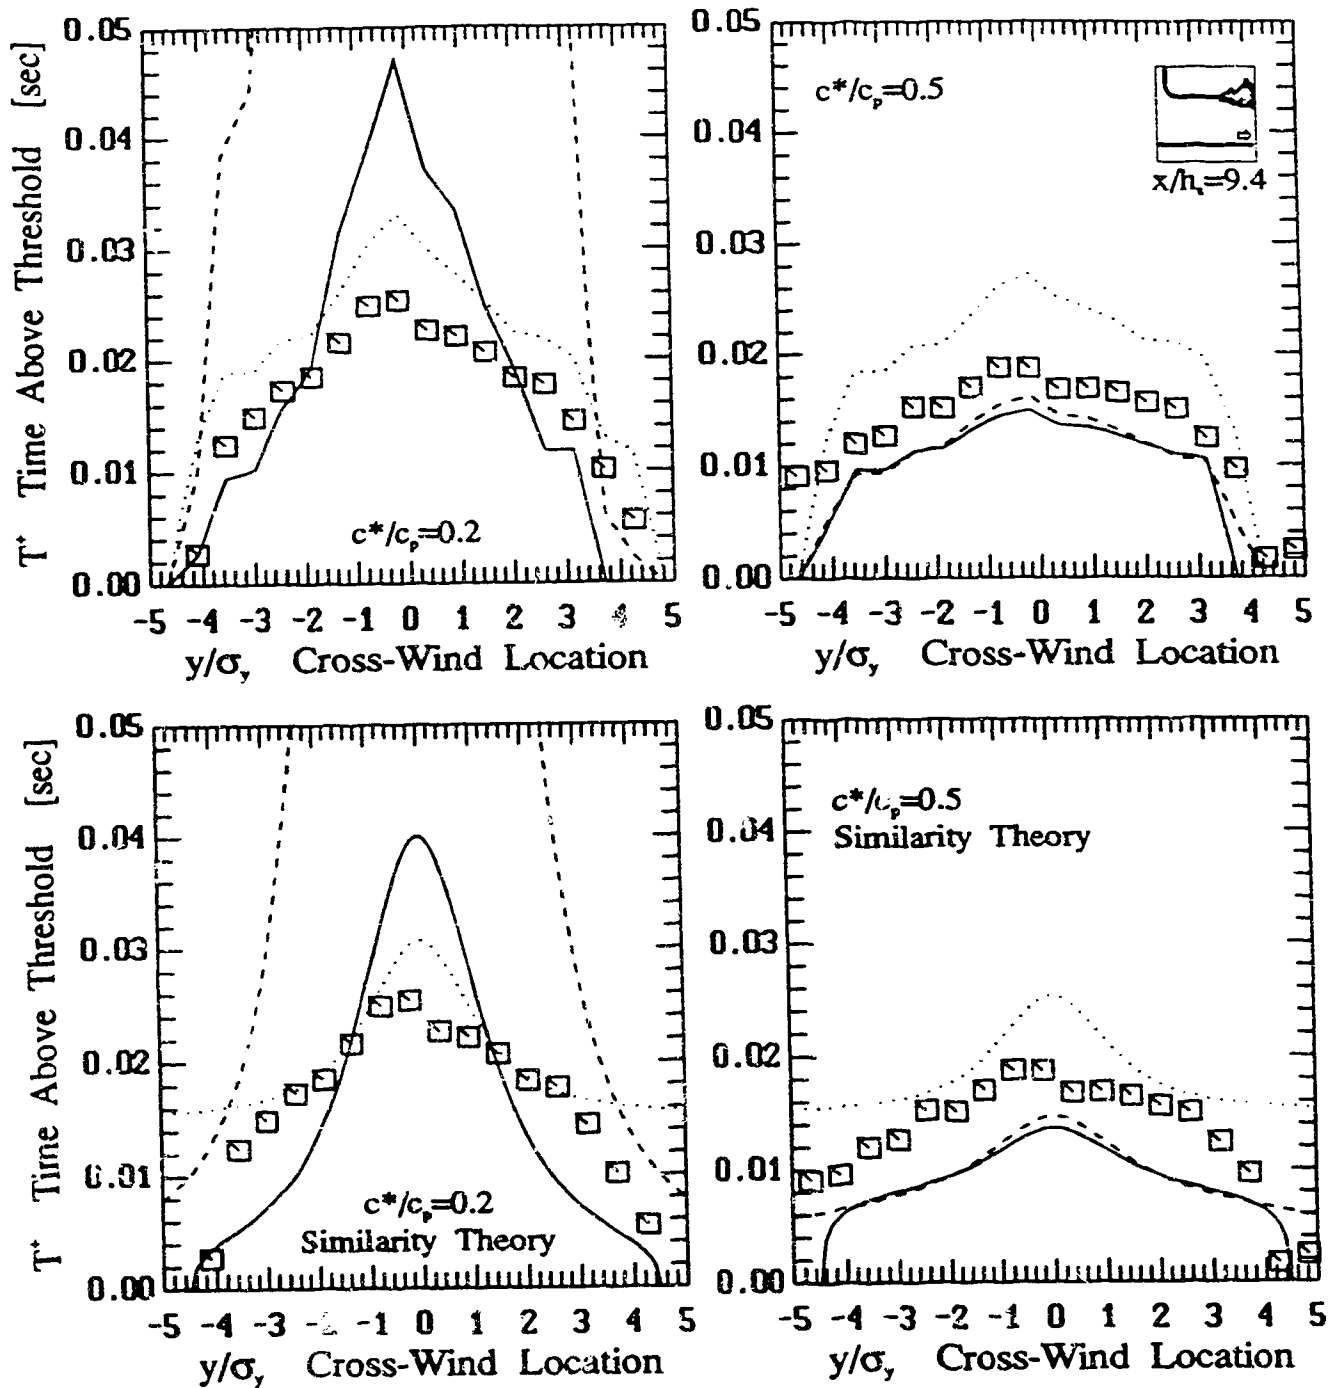 T⁺ Time Above Threshold [sec]
0.05
0.04
0.03
0.02
0.01
0.00
c*/cₚ=0.2
-5 -4 -3 -2 -1 0 1 2 3 5
y/σᵧ Cross-Wind Location
0.05
0.04
0.03
0.02
0.01
0.00
c*/cₚ=0.5
x/hₛ=9.4
-5 -4 -3 -2 -1 0 1 2 3 4 5
y/σᵧ Cross-Wind Location
T⁺ Time Above Threshold [sec]
0.05
0.04
0.03
0.02
0.01
0.00
c*/cₚ=0.2
Similarity Theory
-5 -4 -3 -1 0 1 2 3 4 5
y/σᵧ Cross-Wind Location
0.05
0.04
0.03
0.02
0.01
0.00
c*/cₚ=0.5
Similarity Theory
-5 -4 -3 -2 -1 0 1 2 3 4 5
y/σᵧ Cross-Wind Location